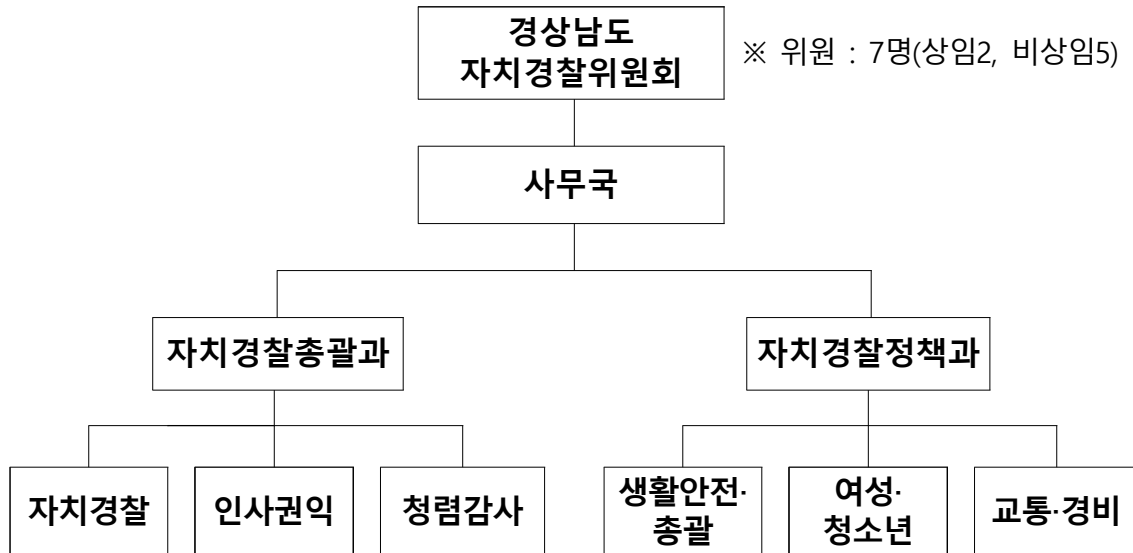 경상남도
자치경찰위원회
※ 위원 : 7명(상임2, 비상임5)
사무국
자치경찰총괄과
자치경찰정책과
자치경찰
인사권익
청렴감사
생활안전·
총괄
여성·
청소년
교통·경비